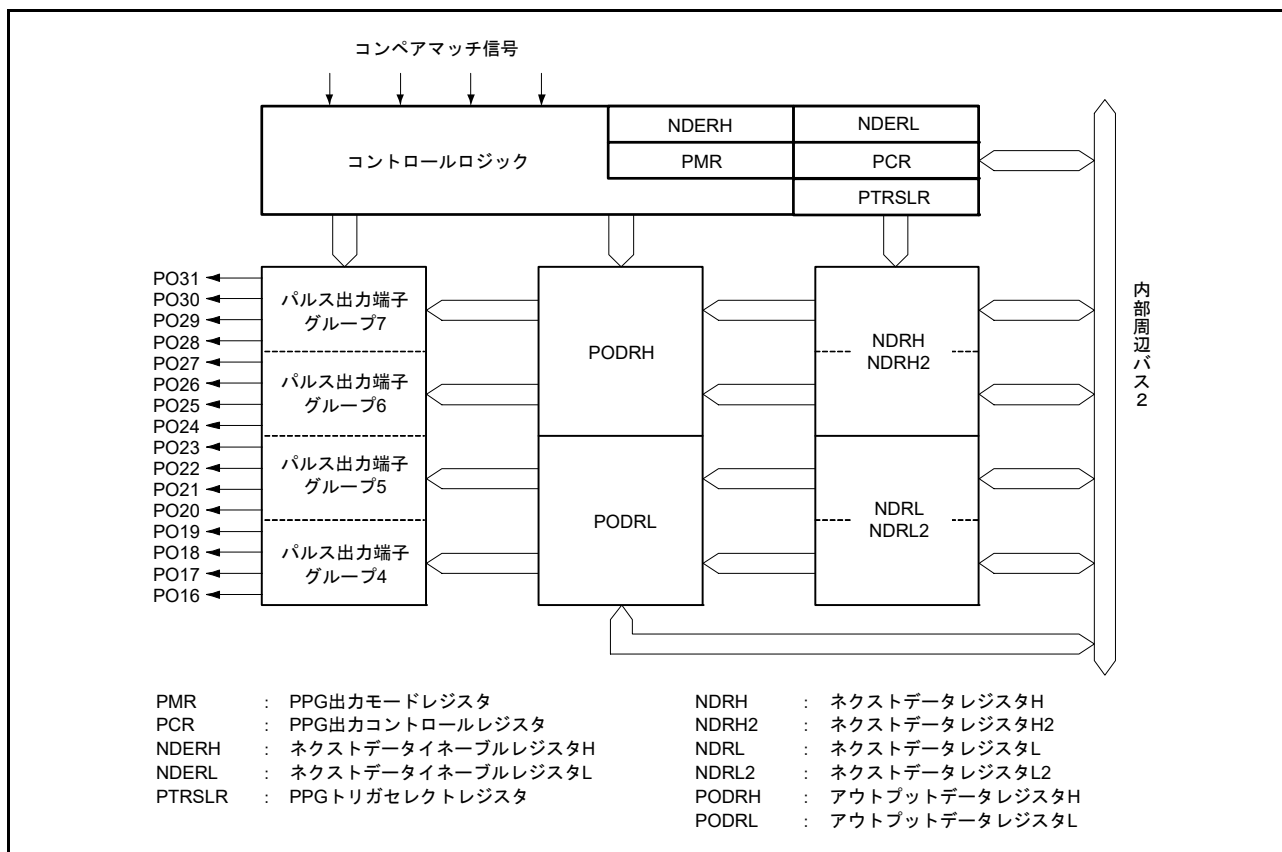 コンペアマッチ信号
コントロールロジック
NDERH
NDERL
PMR
PCR
PTRSLR
PO31
PO30
PO29
PO28
PO27
PO26
PO25
PO24
PO23
PO22
PO21
PO20
PO19
PO18
PO17
PO16
パルス出力端子
グループ7
パルス出力端子
グループ6
パルス出力端子
グループ5
パルス出力端子
グループ4
PODRH
PODRL
NDRH
NDRH2
NDRL
NDRL2
内部周辺バス2
PMR : PPG出力モードレジスタ
PCR : PPG出力コントロールレジスタ
NDERH : ネクストデータイネーブルレジスタH
NDERL : ネクストデータイネーブルレジスタL
PTRSLR : PPGトリガセレクトレジスタ
NDRH : ネクストデータレジスタH
NDRH2 : ネクストデータレジスタH2
NDRL : ネクストデータレジスタL
NDRL2 : ネクストデータレジスタL2
PODRH : アウトプットデータレジスタH
PODRL : アウトプットデータレジスタL